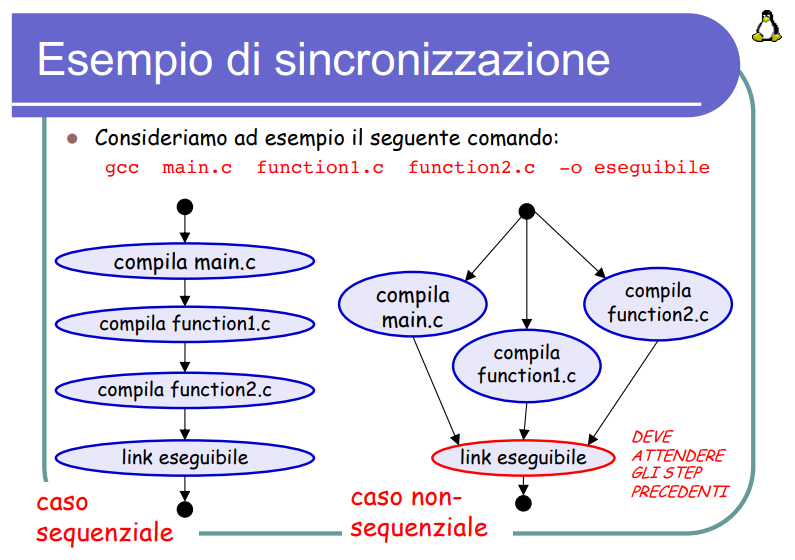 Esempio di sincronizzazione
Consideriamo ad esempio il seguente comando:
gcc main.c function1.c function2.c -o eseguibile
compila main.c
compila function1.c
compila function2.c
link eseguibile
caso
sequenziale
compila
main.c
compila
function1.c
compila
function2.c
link eseguibile
DEVE
ATTENDERE
GLI STEP
PRECEDENTI
caso non-
sequenziale